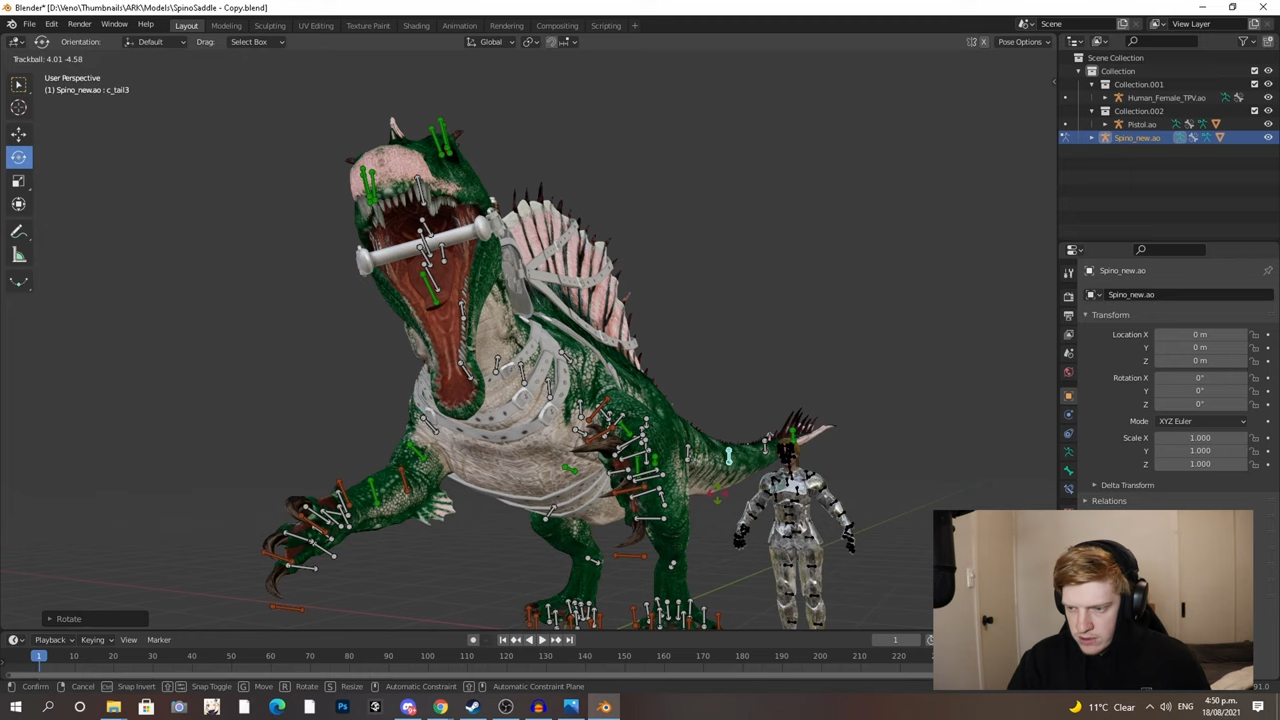 Blender* [D:\Veno\Thumbnails\ARK\Models\SpinoSaddle - Copy.blend]
File Edit Render Window Help Layout Modeling Sculpting UV Editing Texture Paint Shading Animation Rendering Compositing Scripting + Scene View Layer
Orientation: Default Drag: Select Box Global Pose Options
Trackball: 4.01 -4.58
User Perspective
(1) Spino_new.ao : c_tail3
Scene Collection
Collection
Collection.001
Human_Female_TPV.ao
Collection.002
Pistol.ao
Spino_new.ao
Spino_new.ao
Spino_new.ao
Transform
Location X 0 m
Y 0 m
Z 0 m
Rotation X 0°
Y 0°
Z 0°
Mode XYZ Euler
Scale X 1.000
Y 1.000
Z 1.000
Delta Transform
Relations
Rotate
Playback Keying View Marker 1
1 10 20 30 40 50 60 70 80 90 100 110 120 130 140 150 160 170 180 190 200 210 220
Confirm Cancel Snap Invert Snap Toggle G Move R Rotate S Resize Automatic Constraint Automatic Constraint Plane 91.0
11°C Clear 4:50 p.m.
18/08/2021